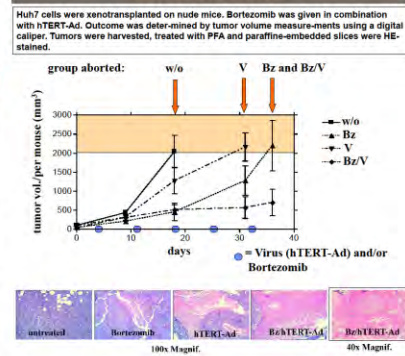 Huh7 cells were xenotransplanted on nude mice. Bortezomib was given in combination
with hTERT-Ad. Outcome was deter-mined by tumor volume measure-ments using a digital
caliper. Tumors were harvested, treated with PFA and paraffine-embedded slices were HE-
stained.
group aborted: w/o V Bz and Bz/V
tumor vol./per mouse (mm³)
3000
2500
2000
1500
1000
500
0
w/o
Bz
V
Bz/V
0 10 20 30 40
days
= Virus (hTERT-Ad) and/or
Bortezomib
untreated Bortezomib hTERT-Ad Bz/hTERT-Ad Bz/hTERT-Ad
100x Magnif. 40x Magnif.